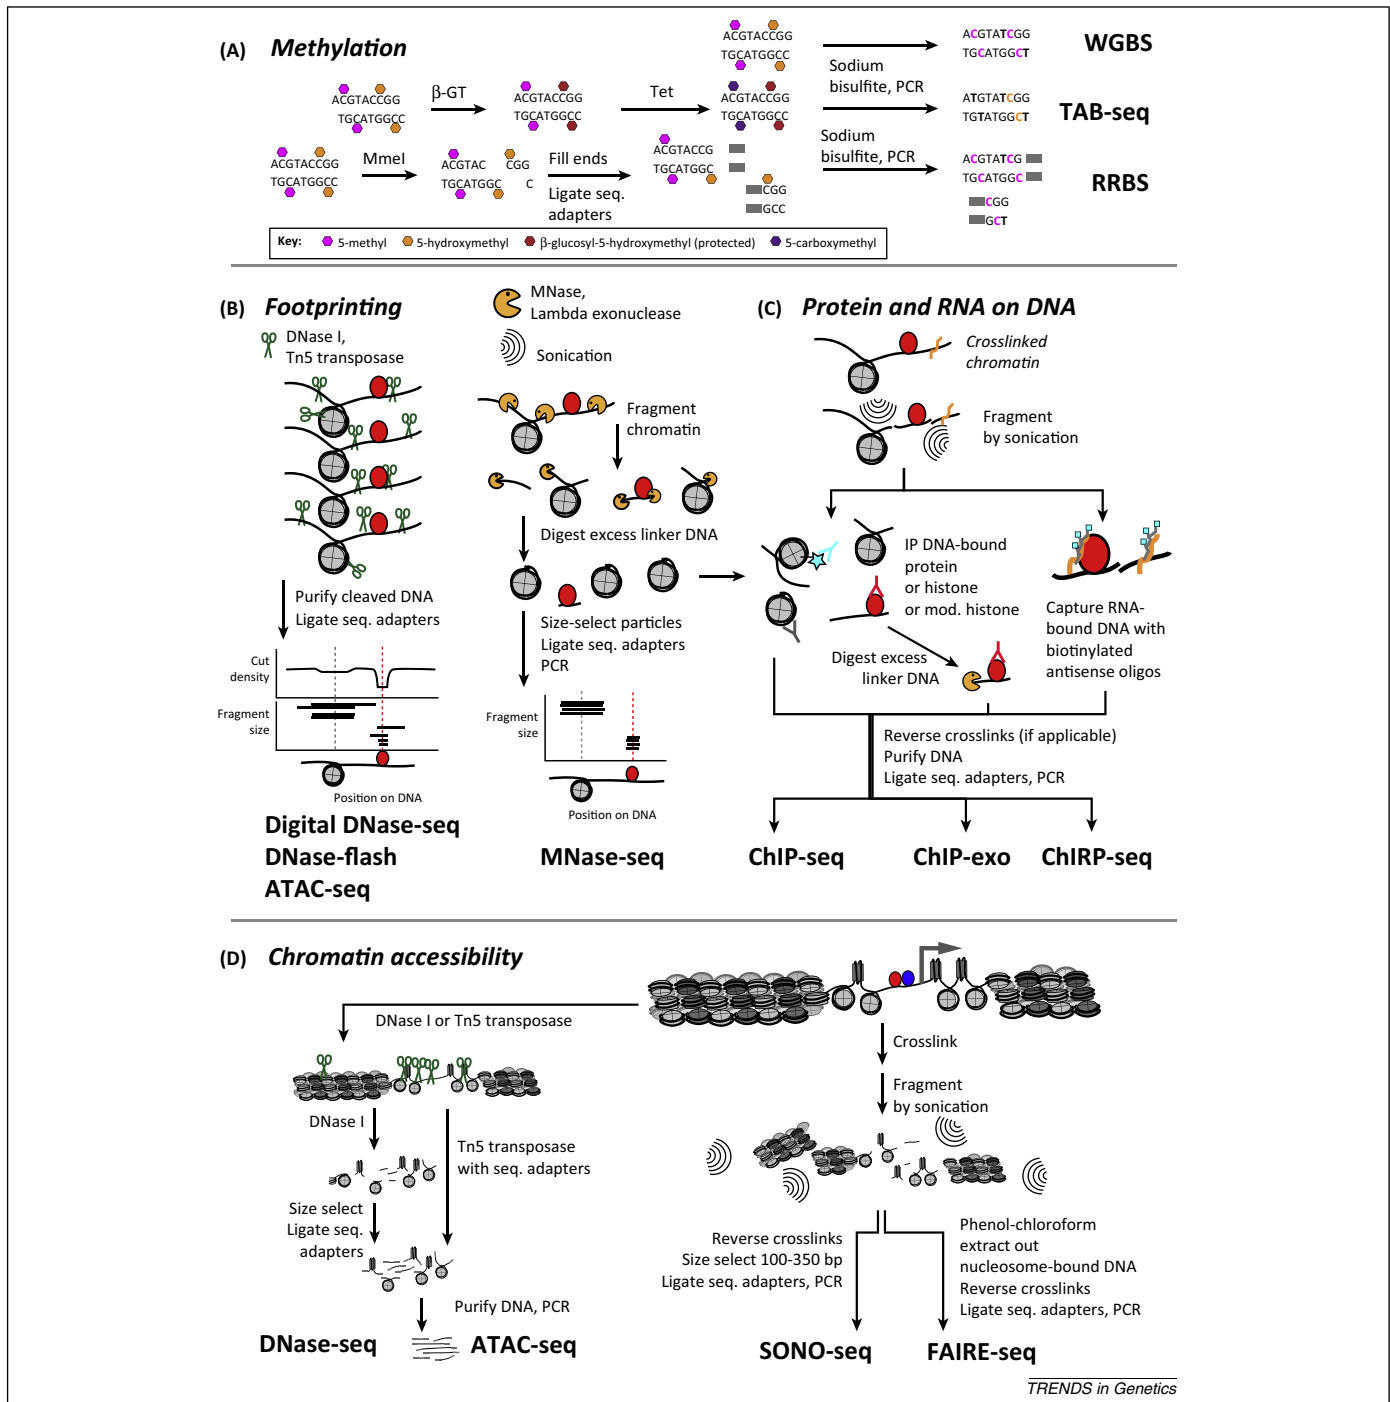 (A) Methylation
ACGTACCGG
TGCATGGCC
β-GT
ACGTACCGG
TGCATGGCC
Tet
ACGTACCGG
TGCATGGCC
ACGTACCGG
TGCATGGCC
Sodium
bisulfite, PCR
ACGTATCGG
TGCATGGCT
WGBS
ATGTATCGG
TGTATGGCT
TAB-seq
ACGTACCGG
TGCATGGCC
MmeI
ACGTAC CGG
TGCATGGC C
Fill ends
Ligate seq.
adapters
ACGTACCG
TGCATGGC
CGG
GCC
Sodium
bisulfite, PCR
ACGTATCG
TGCATGGC
CGG
GCT
RRBS
Key: 5-methyl 5-hydroxymethyl β-glucosyl-5-hydroxymethyl (protected) 5-carboxymethyl
(B) Footprinting
DNase I,
Tn5 transposase
Purify cleaved DNA
Ligate seq. adapters
Cut
density
Fragment
size
Position on DNA
Digital DNase-seq
DNase-flash
ATAC-seq
MNase,
Lambda exonuclease
Sonication
Fragment
chromatin
Digest excess linker DNA
Size-select particles
Ligate seq. adapters
PCR
Fragment
size
Position on DNA
MNase-seq
(C) Protein and RNA on DNA
Crosslinked
chromatin
Fragment
by sonication
IP DNA-bound
protein
or histone
or mod. histone
Digest excess
linker DNA
Capture RNA-
bound DNA with
biotinylated
antisense oligos
Reverse crosslinks (if applicable)
Purify DNA
Ligate seq. adapters, PCR
ChIP-seq
ChIP-exo
ChIRP-seq
(D) Chromatin accessibility
DNase I or Tn5 transposase
DNase I
Tn5 transposase
with seq. adapters
Size select
Ligate seq.
adapters
Purify DNA, PCR
DNase-seq
ATAC-seq
Crosslink
Fragment
by sonication
Reverse crosslinks
Size select 100-350 bp
Ligate seq. adapters, PCR
Phenol-chloroform
extract out
nucleosome-bound DNA
Reverse crosslinks
Ligate seq. adapters, PCR
SONO-seq
FAIRE-seq
TRENDS in Genetics